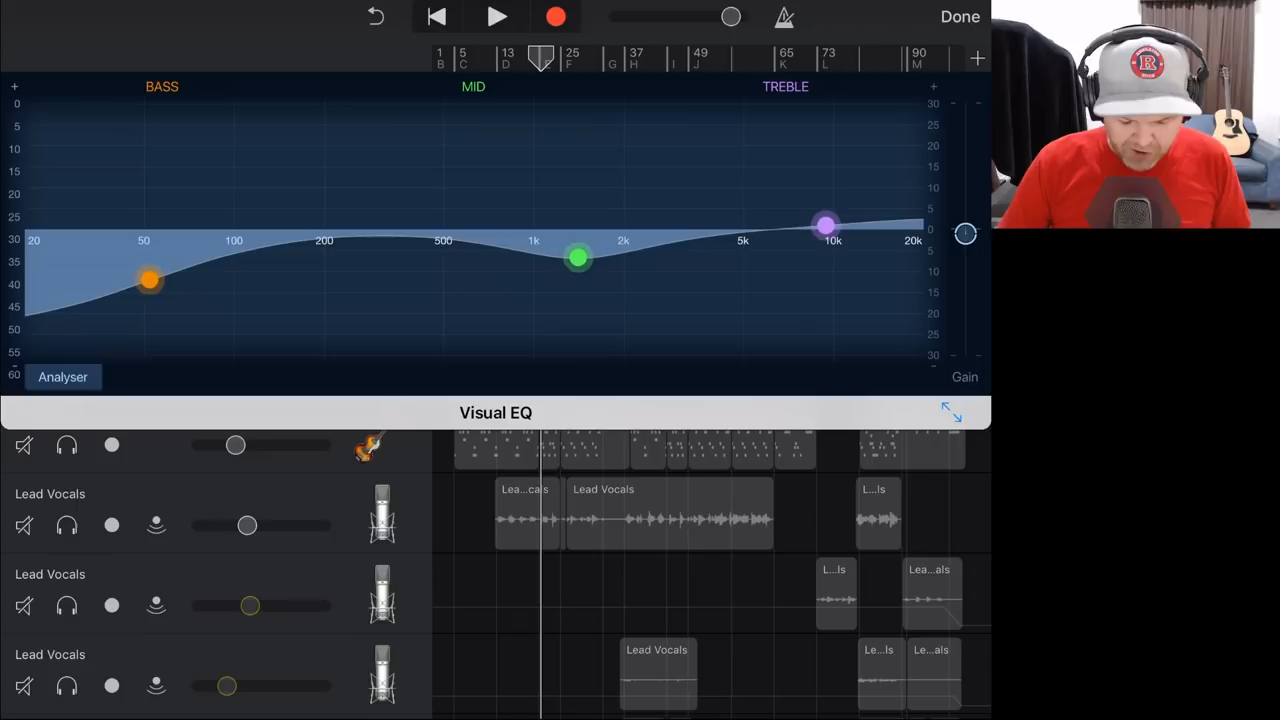 Done
1 5 13 25 37 49 65 73 90
B C D E F G H I J K L M +
+ BASS MID TREBLE +
0 30
5 25
10 20
15 15
20 10
25 5
30 20 50 100 200 500 1k 2k 5k 10k 20k 0
35 5
40 10
45 15
50 20
55 25
60 30
Analyser Gain
Visual EQ
Lead Vocals Lea...cals Lead Vocals L...ls
Lead Vocals L...ls Lea...als
Lead Vocals Lead Vocals Le...ls Le...als
R